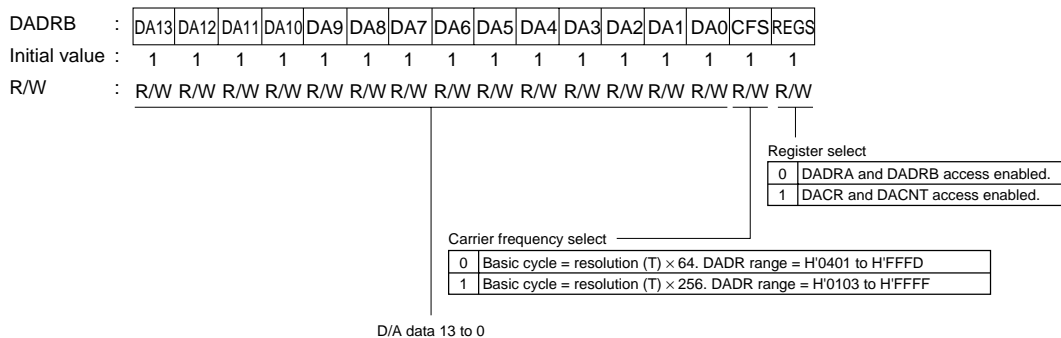 DADRB : DA13 DA12 DA11 DA10 DA9 DA8 DA7 DA6 DA5 DA4 DA3 DA2 DA1 DA0 CFS REGS
Initial value : 1 1 1 1 1 1 1 1 1 1 1 1 1 1 1 1
R/W : R/W R/W R/W R/W R/W R/W R/W R/W R/W R/W R/W R/W R/W R/W R/W R/W
Register select
0 DADRA and DADRB access enabled.
1 DACR and DACNT access enabled.
Carrier frequency select
0 Basic cycle = resolution (T) × 64. DADR range = H'0401 to H'FFFD
1 Basic cycle = resolution (T) × 256. DADR range = H'0103 to H'FFFF
D/A data 13 to 0